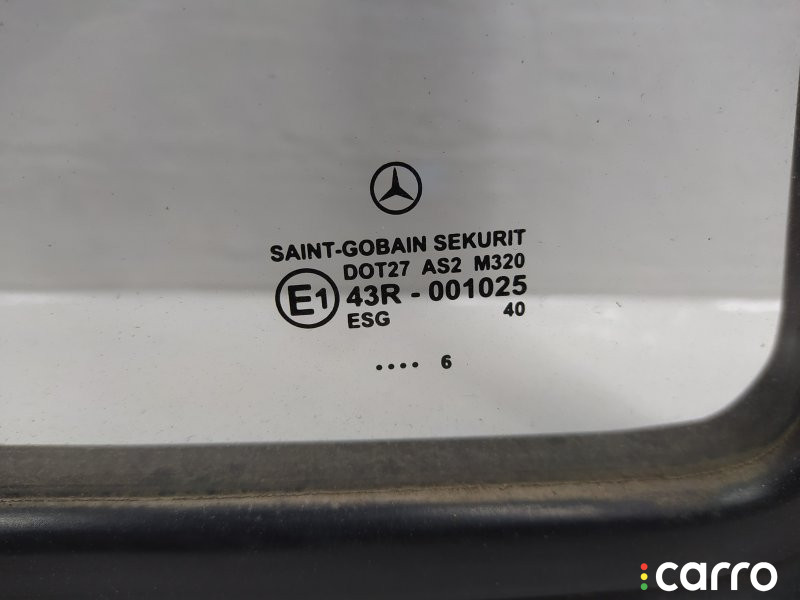 SAINT-GOBAIN SEKURIT
DOT27 AS2 M320
E1 43R - 001025
ESG 40
.... 6
carro